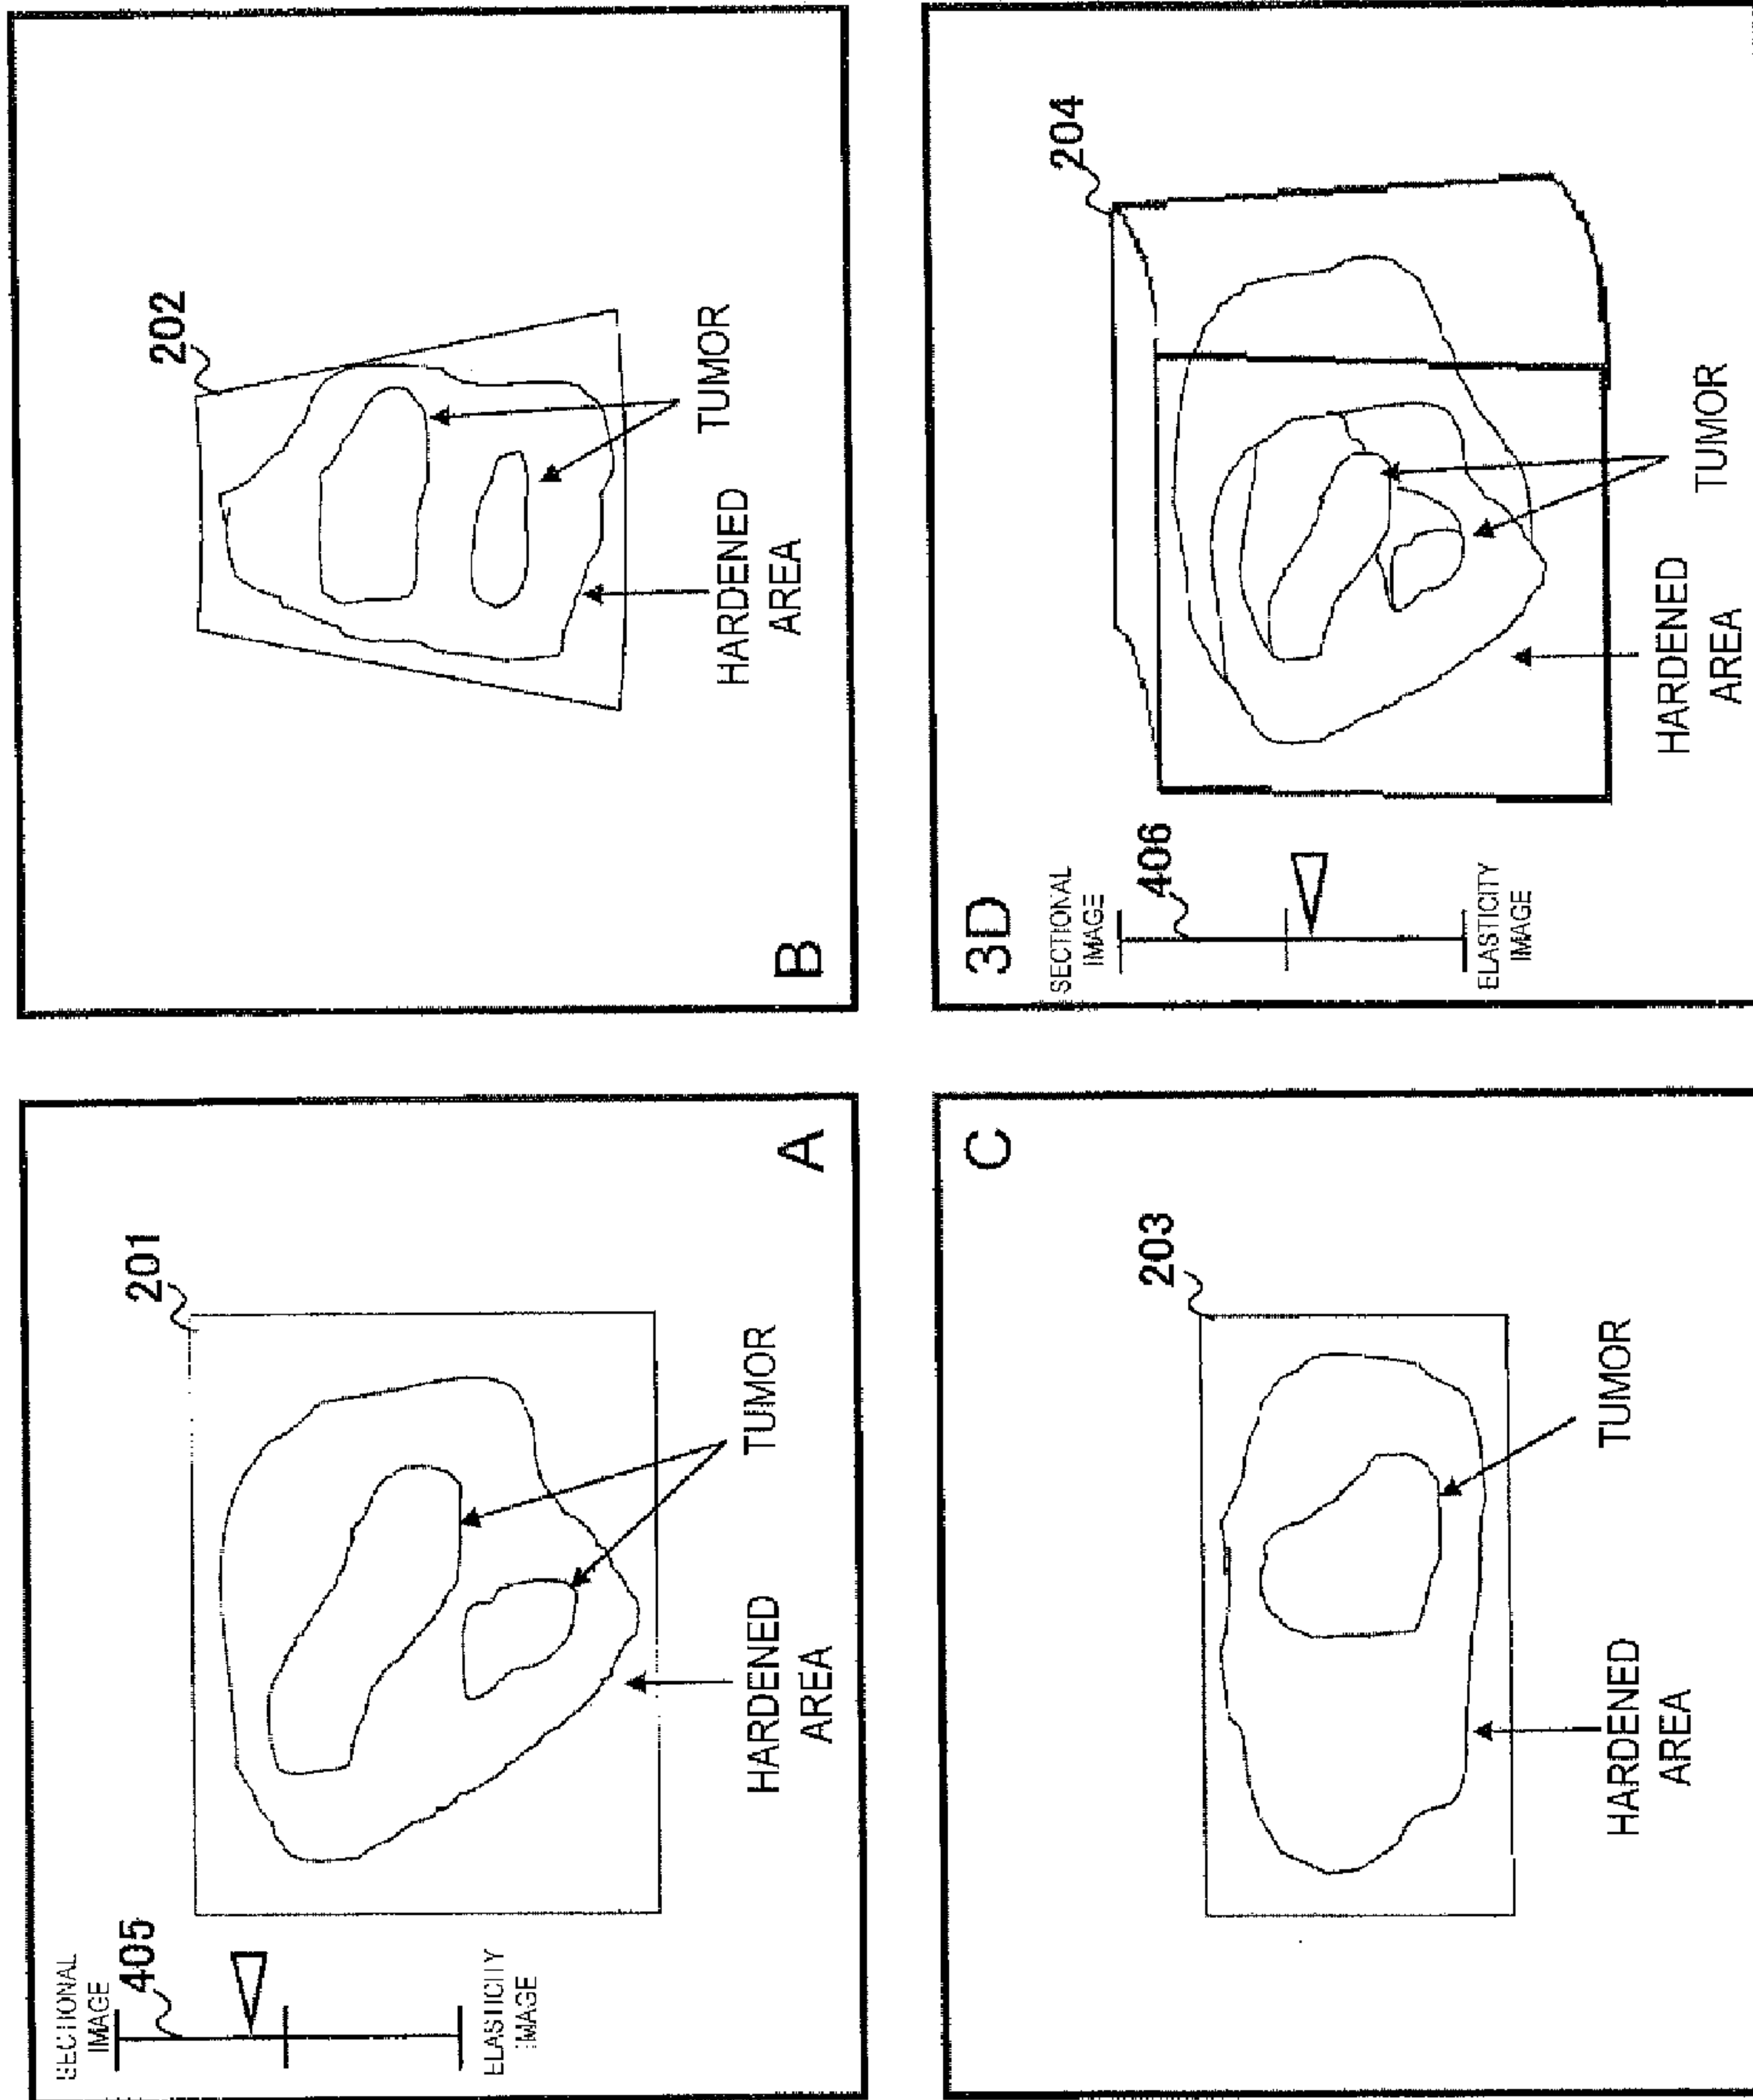 SECTIONAL
IMAGE
405
201
ELASTICITY
IMAGE
HARDENED
AREA
TUMOR
A
202
HARDENED
AREA
TUMOR
B
C
203
HARDENED
AREA
TUMOR
3D
SECTIONAL
IMAGE
406
204
ELASTICITY
IMAGE
HARDENED
AREA
TUMOR